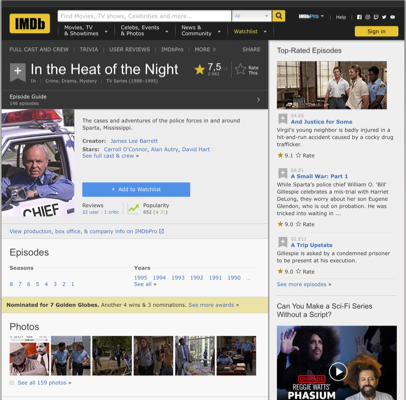 IMDb
Find Movies, TV shows, Celebrities and more...
All
Movies, TV
& Showtimes
Celebs, Events
& Photos
News &
Community
Watchlist
IMDbPro
Help
Sign in
FULL CAST AND CREW | TRIVIA | USER REVIEWS | IMDbPro | MORE
SHARE
+
In the Heat of the Night
1h | Crime, Drama, Mystery | TV Series (1988–1995)
7,5
Rate
This
Episode Guide
146 episodes
The cases and adventures of the police forces in and around
Sparta, Mississippi.
Creator: James Lee Barrett
Stars: Carroll O'Connor, Alan Autry, David Hart
See full cast & crew »
CHIEF
+ Add to Watchlist
Reviews
22 user | 1 critic
Popularity
View production, box office, & company info on IMDbPro
Episodes
Seasons
8 7 6 5 4 3 2 1
Years
1995 1994 1993 1992 1991 1990 ...
See all »
Nominated for 7 Golden Globes. Another 4 wins & 3 nominations. See more awards »
Photos
See all 159 photos »
Top-Rated Episodes
And Justice for Some
Virgil's young neighbor is badly injured in a
hit-and-run accident caused by a cocky drug
trafficker.
9.1 Rate
A Small War: Part 1
While Sparta's police chief William O. 'Bill'
Gillespie celebrates a mis-trial with Harriet
DeLong, they worry about her son Eugene
Glendon, who is out on probation. He was
tricked into waiting in ...
9.0 Rate
A Trip Upstate
Gillespie is asked by a condemned prisoner
to be present at his execution.
9.0 Rate
See more episodes »
Can You Make a Sci-Fi Series
Without a Script?
REGGIE WATTS'
PHASIUM